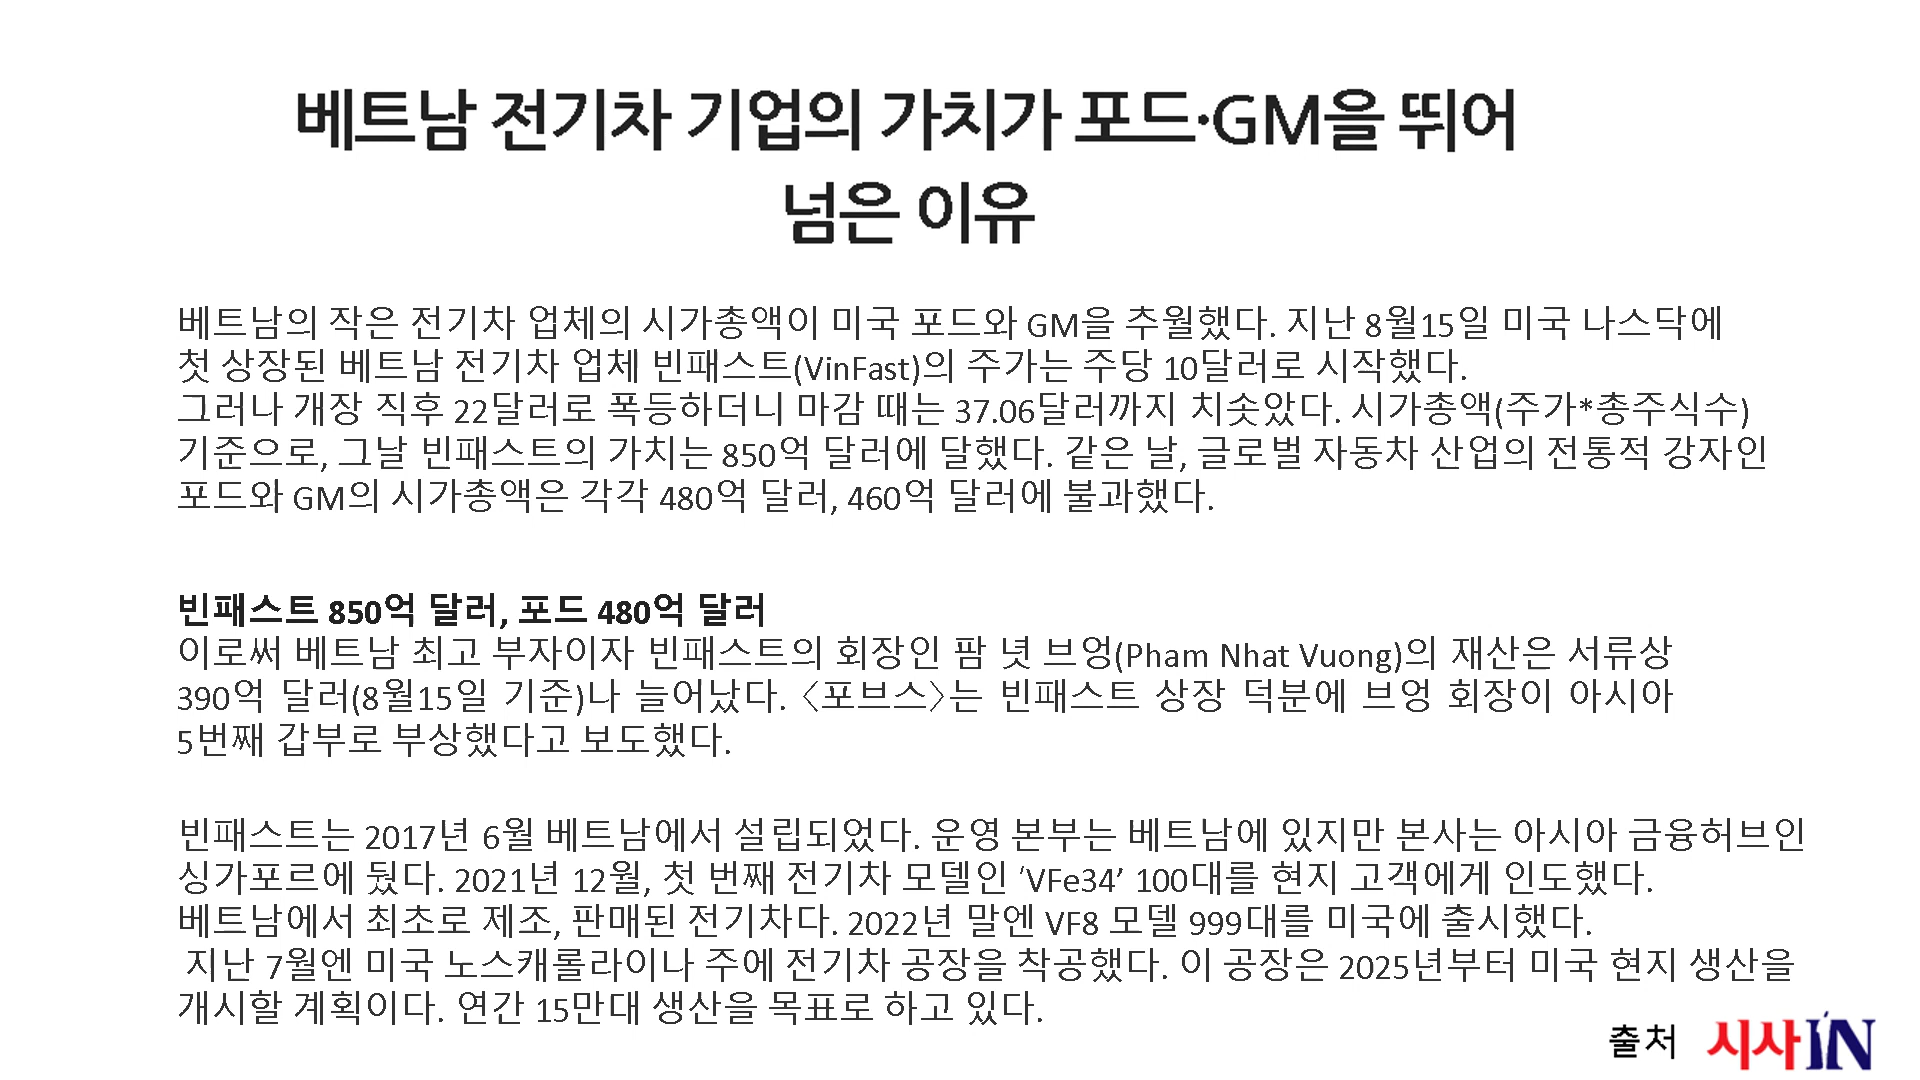 베트남 전기차 기업의 가치가 포드·GM을 뛰어
넘은 이유
베트남의 작은 전기차 업체의 시가총액이 미국 포드와 GM을 추월했다. 지난 8월15일 미국 나스닥에
첫 상장된 베트남 전기차 업체 빈패스트(VinFast)의 주가는 주당 10달러로 시작했다.
그러나 개장 직후 22달러로 폭등하더니 마감 때는 37.06달러까지 치솟았다. 시가총액(주가*총주식수)
기준으로, 그날 빈패스트의 가치는 850억 달러에 달했다. 같은 날, 글로벌 자동차 산업의 전통적 강자인
포드와 GM의 시가총액은 각각 480억 달러, 460억 달러에 불과했다.
빈패스트 850억 달러, 포드 480억 달러
이로써 베트남 최고 부자이자 빈패스트의 회장인 팜 녓 브엉(Pham Nhat Vuong)의 재산은 서류상
390억 달러(8월15일 기준)나 늘어났다. 〈포브스〉는 빈패스트 상장 덕분에 브엉 회장이 아시아
5번째 갑부로 부상했다고 보도했다.
빈패스트는 2017년 6월 베트남에서 설립되었다. 운영 본부는 베트남에 있지만 본사는 아시아 금융허브인
싱가포르에 뒀다. 2021년 12월, 첫 번째 전기차 모델인 ‘VFe34’ 100대를 현지 고객에게 인도했다.
베트남에서 최초로 제조, 판매된 전기차다. 2022년 말엔 VF8 모델 999대를 미국에 출시했다.
지난 7월엔 미국 노스캐롤라이나 주에 전기차 공장을 착공했다. 이 공장은 2025년부터 미국 현지 생산을
개시할 계획이다. 연간 15만대 생산을 목표로 하고 있다.
출처 시사IN